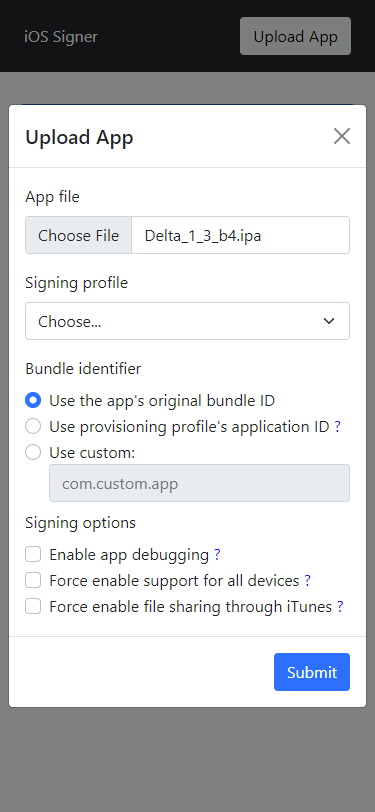 iOS Signer
Upload App
Upload App
App file
Choose File Delta_1_3_b4.ipa
Signing profile
Choose...
Bundle identifier
Use the app's original bundle ID
Use provisioning profile's application ID ?
Use custom:
com.custom.app
Signing options
Enable app debugging ?
Force enable support for all devices ?
Force enable file sharing through iTunes ?
Submit